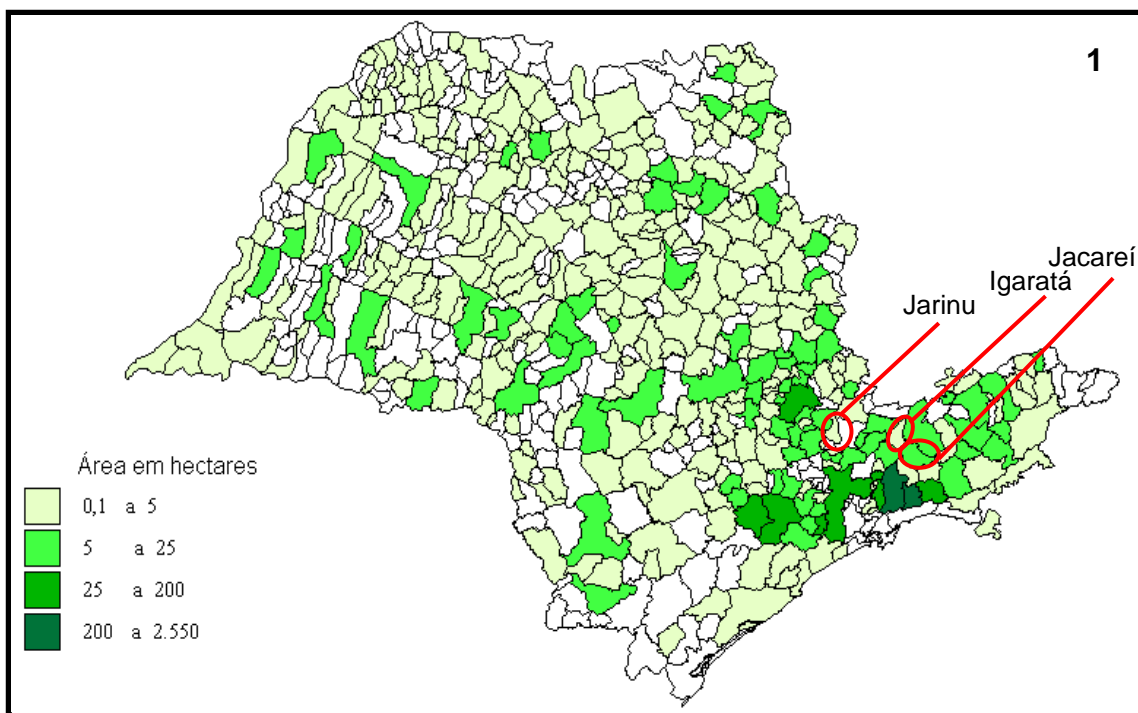 1
Jacareí
Igaratá
Jarinu
Área em hectares
0,1 a 5
5 a 25
25 a 200
200 a 2.550